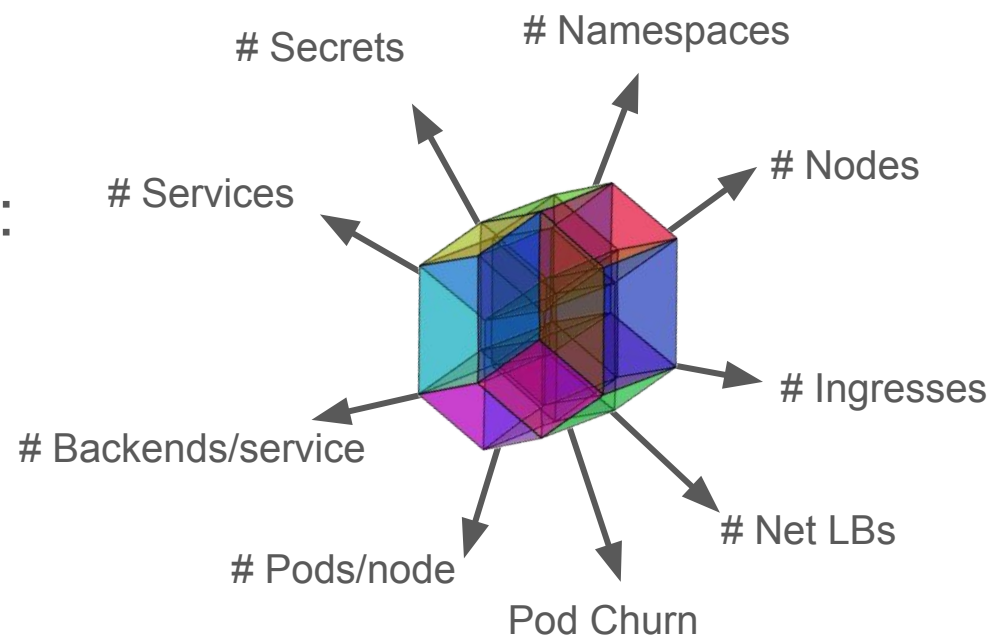 # Namespaces
# Secrets
# Nodes
# Services
:
# Ingresses
# Backends/service
# Net LBs
# Pods/node
Pod Churn